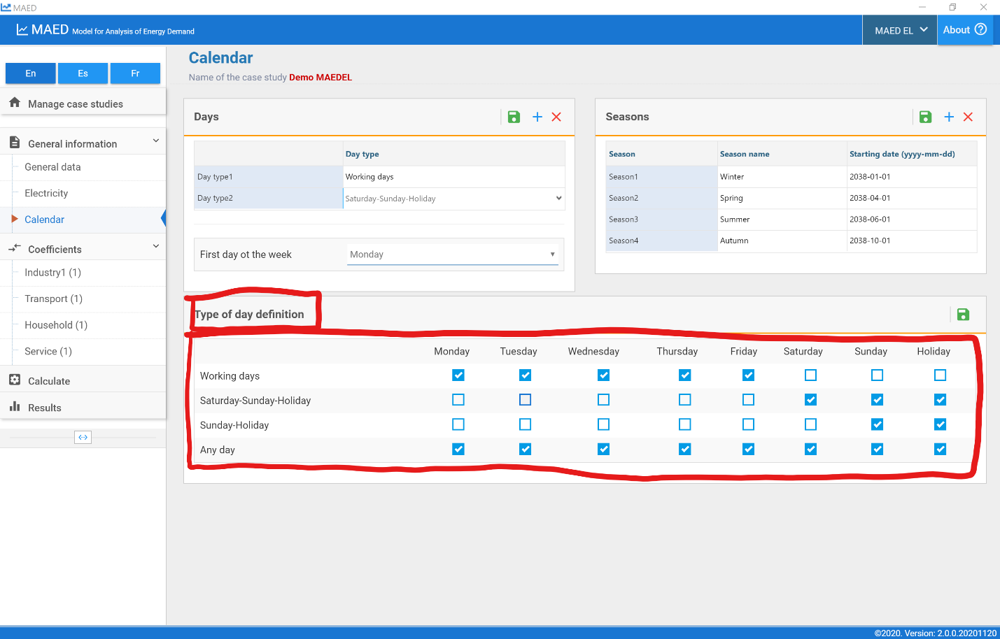 MAED
MAED Model for Analysis of Energy Demand
MAED EL
About
En Es Fr
Manage case studies
General information
General data
Electricity
Calendar
Coefficients
Industry1 (1)
Transport (1)
Household (1)
Service (1)
Calculate
Results
Calendar
Name of the case study Demo MAEDEL
Days
Day type
Day type1 Working days
Day type2 Saturday-Sunday-Holiday
First day ot the week Monday
Seasons
Season Season name Starting date (yyyy-mm-dd)
Season1 Winter 2038-01-01
Season2 Spring 2038-04-01
Season3 Summer 2038-06-01
Season4 Autumn 2038-10-01
Type of day definition
Monday Tuesday Wednesday Thursday Friday Saturday Sunday Holiday
Working days
Saturday-Sunday-Holiday
Sunday-Holiday
Any day
©2020. Version: 2.0.0.20201120